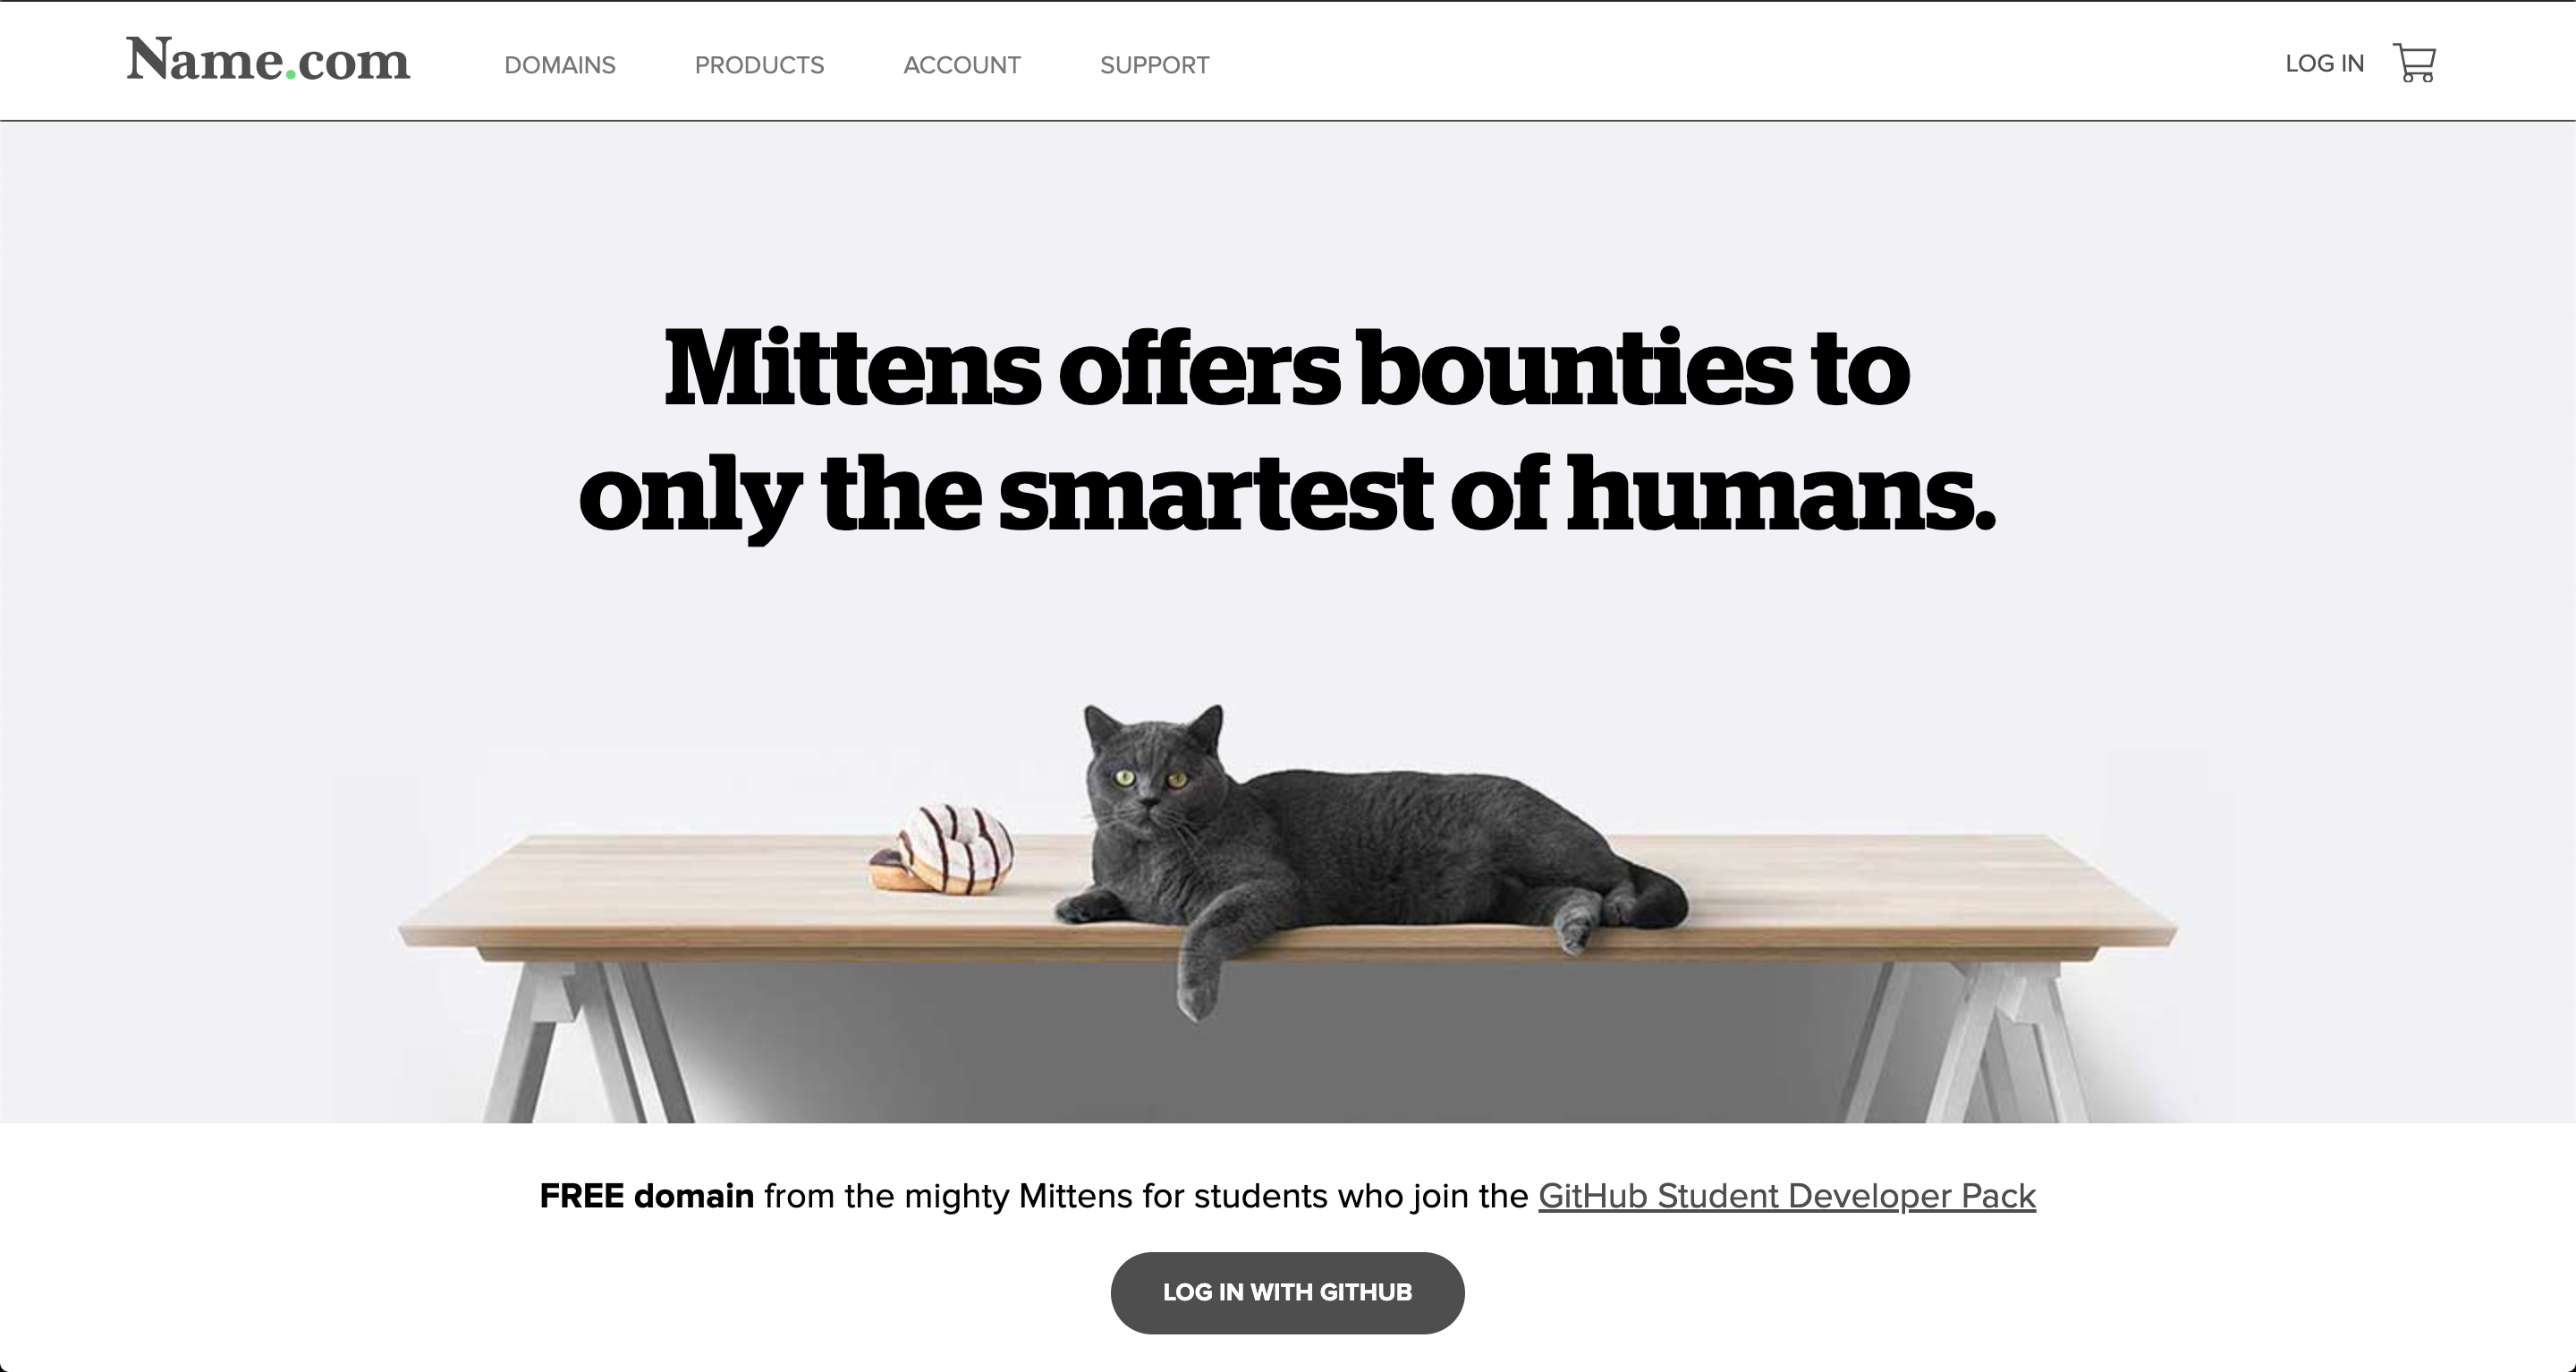 Name.com
DOMAINS
PRODUCTS
ACCOUNT
SUPPORT
LOG IN
Mittens offers bounties to
only the smartest of humans.
FREE domain from the mighty Mittens for students who join the GitHub Student Developer Pack
LOG IN WITH GITHUB